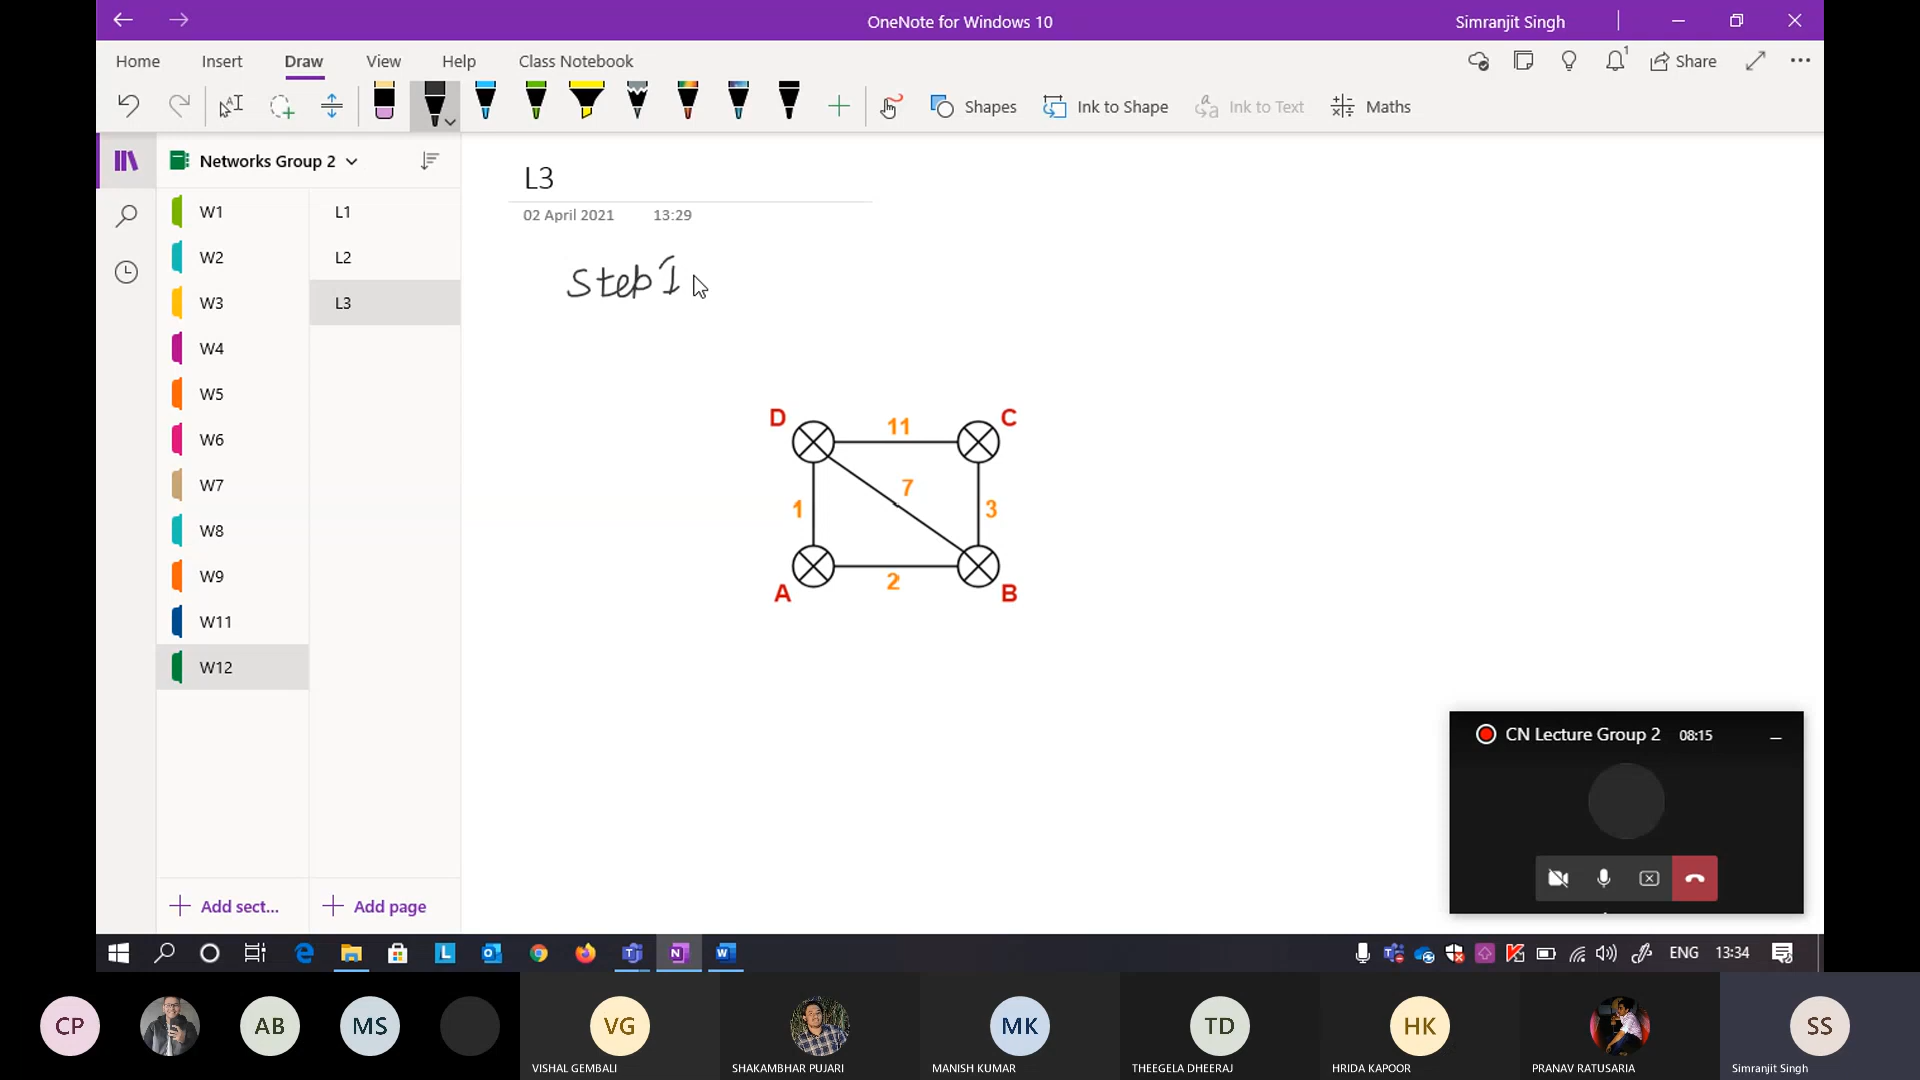 OneNote for Windows 10
Simranjit Singh
Home
Insert
Draw
View
Help
Class Notebook
1
Share
Shapes
Ink to Shape
Ink to Text
Maths
Networks Group 2
W1
W2
W3
W4
W5
W6
W7
W8
W9
W11
W12
L1
L2
L3
Add sect...
Add page
L3
02 April 2021
13:29
Step 1
D
11
C
7
1
3
A
2
B
CN Lecture Group 2
08:15
ENG
13:34
CP
AB
MS
VG
VISHAL GEMBALI
SHAKAMBHAR PUJARI
MK
MANISH KUMAR
TD
THEEGELA DHEERAJ
HK
HRIDA KAPOOR
PRANAV RATUSARIA
SS
Simranjit Singh